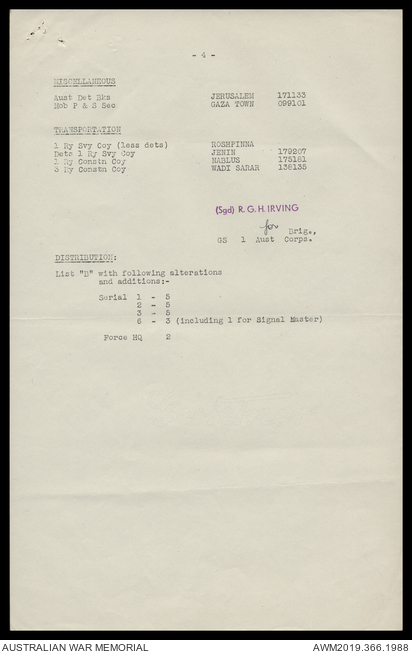 - 4 -
MISCELLANEOUS
Aust Det Bks JERUSALEM 171133
Mob P & S Sec GAZA TOWN 099101
TRANSPORTATION
1 Ry Svy Coy (less dets) ROSHPINNA
Dets 1 Ry Svy Coy JENIN 179207
1 Ry Constn Coy NABLUS 175181
3 Ry Constn Coy WADI SARAR 138135
(Sgd) R. G. H. IRVING
for Brig.,
GS 1 Aust Corps.
DISTRIBUTION:
List "B" with following alterations
and additions:-
Serial 1 - 5
2 - 5
3 - 5
6 - 3 (including 1 for Signal Master)
Force HQ 2
AUSTRALIAN WAR MEMORIAL AWM2019.366.1988